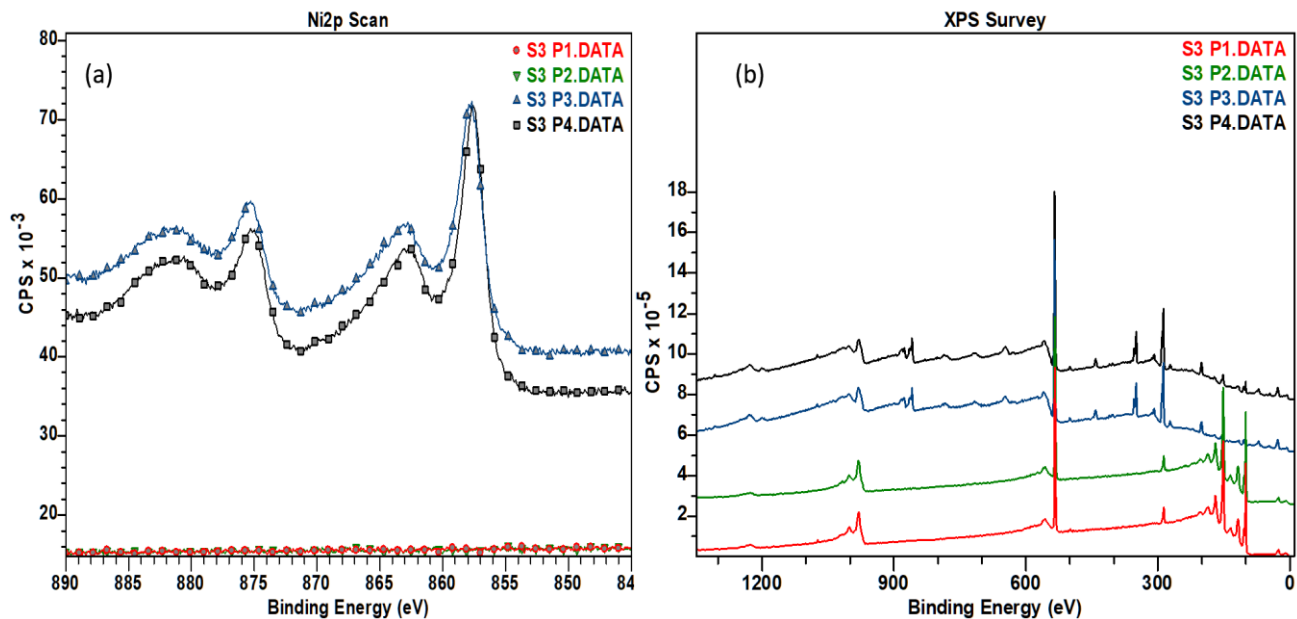 Ni2p Scan
(a)
S3 P1.DATA
S3 P2.DATA
S3 P3.DATA
S3 P4.DATA
80
70
60
50
40
30
20
CPS x 10⁻³
890 885 880 875 870 865 860 855 850 84
Binding Energy (eV)
XPS Survey
(b)
S3 P1.DATA
S3 P2.DATA
S3 P3.DATA
S3 P4.DATA
18
16
14
12
10
8
6
4
2
CPS x 10⁻⁵
1200 900 600 300 0
Binding Energy (eV)